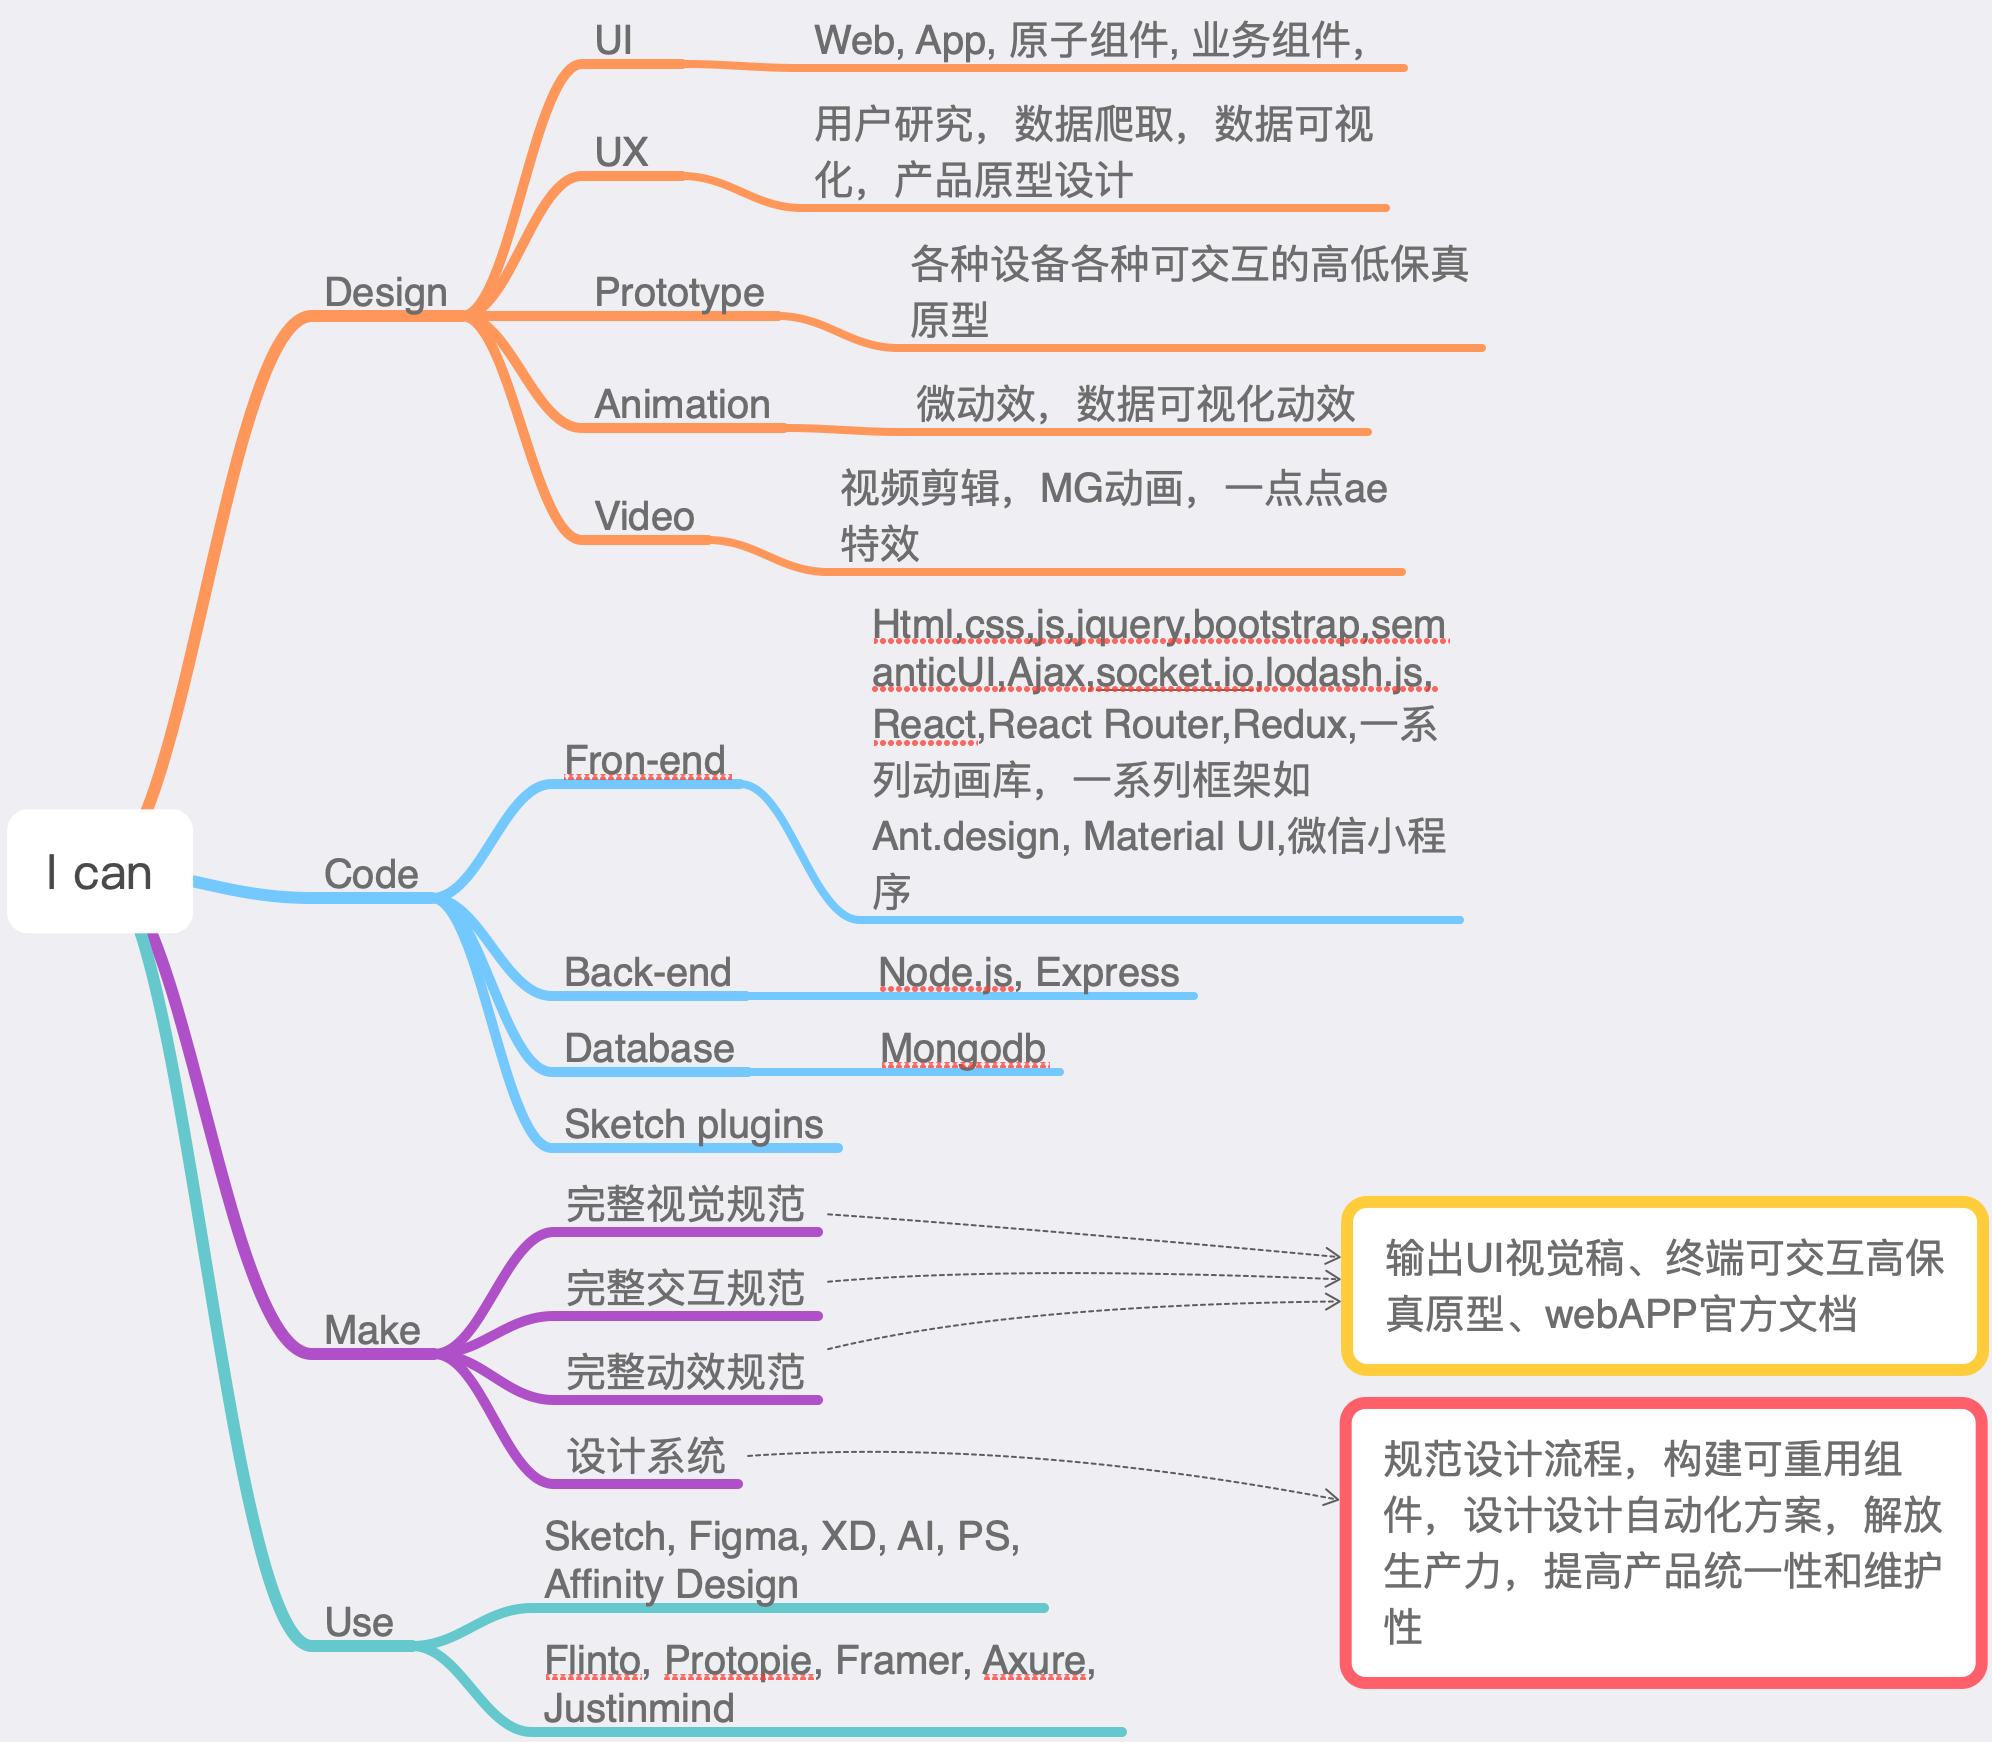 I can
Design
UI
Web, App, 原子组件, 业务组件，
UX
用户研究，数据爬取，数据可视
化，产品原型设计
Prototype
各种设备各种可交互的高低保真
原型
Animation
微动效，数据可视化动效
Video
视频剪辑，MG动画，一点点ae
特效
Code
Fron-end
Html,css,js,jquery,bootstrap,sem
anticUI,Ajax,socket.io,lodash.js,
React,React Router,Redux,一系
列动画库，一系列框架如
Ant.design, Material UI,微信小程
序
Back-end
Node.js, Express
Database
Mongodb
Sketch plugins
Make
完整视觉规范
完整交互规范
完整动效规范
输出UI视觉稿、终端可交互高保
真原型、webAPP官方文档
设计系统
规范设计流程，构建可重用组
件，设计设计自动化方案，解放
生产力，提高产品统一性和维护
性
Use
Sketch, Figma, XD, AI, PS,
Affinity Design
Flinto, Protopie, Framer, Axure,
Justinmind